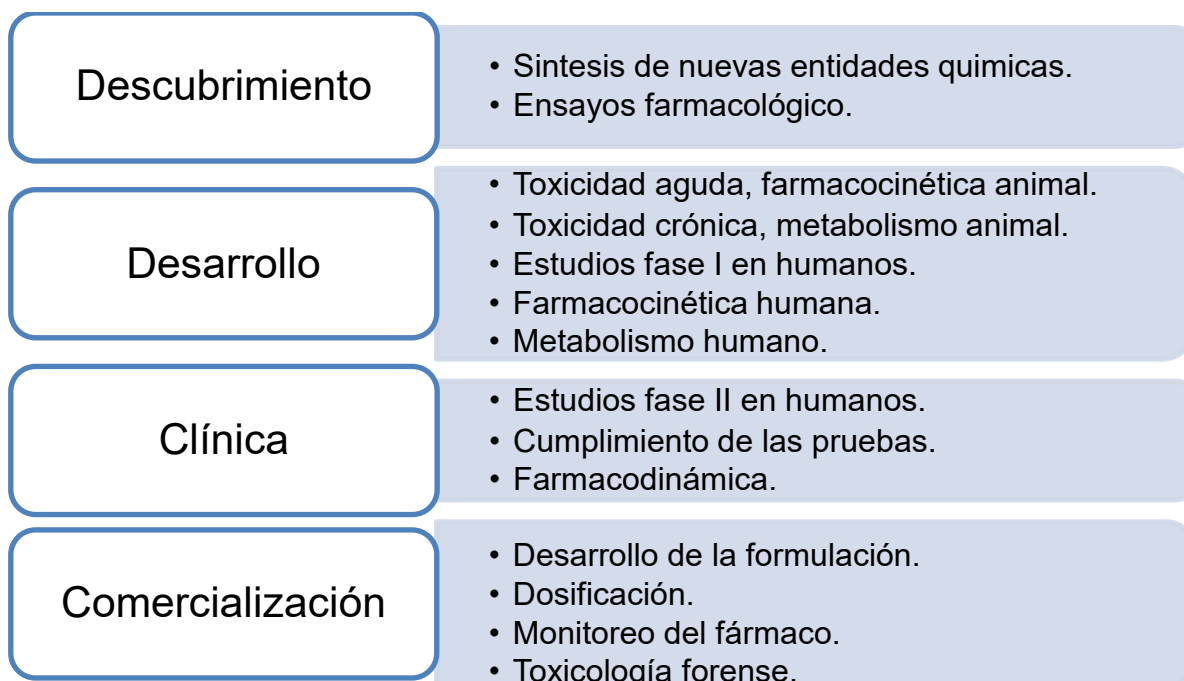 Descubrimiento
• Sintesis de nuevas entidades quimicas.
• Ensayos farmacológico.
Desarrollo
• Toxicidad aguda, farmacocinética animal.
• Toxicidad crónica, metabolismo animal.
• Estudios fase I en humanos.
• Farmacocinética humana.
• Metabolismo humano.
Clínica
• Estudios fase II en humanos.
• Cumplimiento de las pruebas.
• Farmacodinámica.
Comercialización
• Desarrollo de la formulación.
• Dosificación.
• Monitoreo del fármaco.
• Toxicología forense.